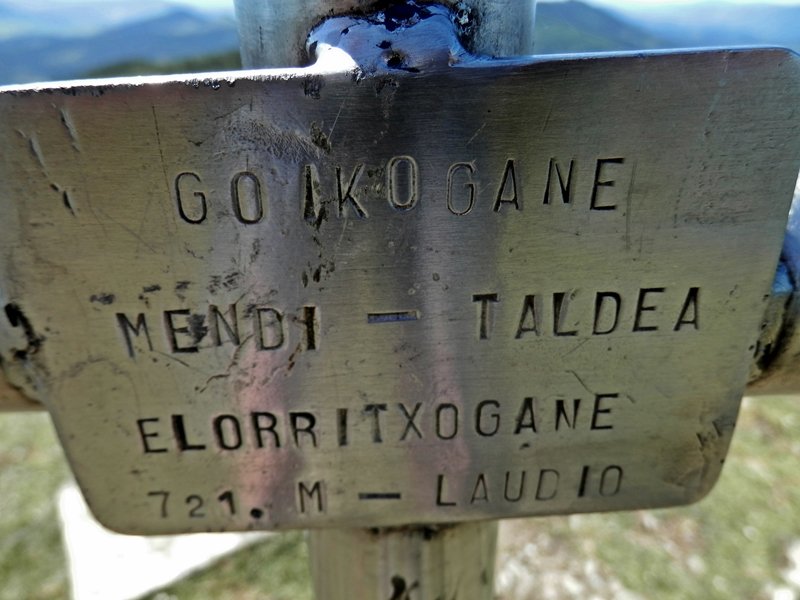 GOIKOGANE
MENDI - TALDEA
ELORRITXOGANE
721. M - LAUDIO